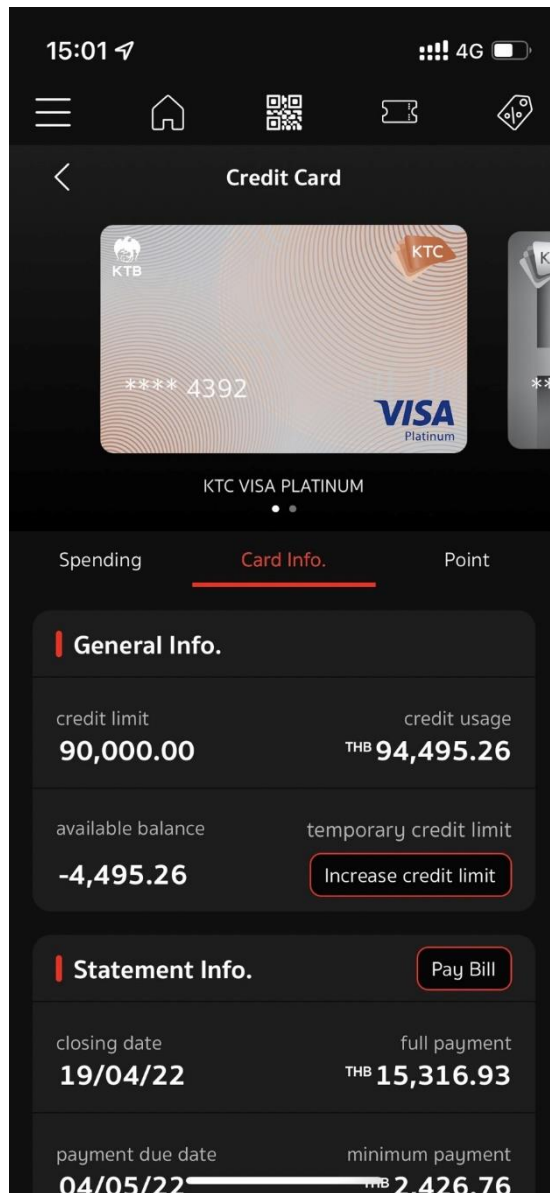 15:01 4G
Credit Card
KTB KTC K
**** 4392 **
VISA
Platinum
KTC VISA PLATINUM
Spending Card Info. Point
General Info.
credit limit credit usage
90,000.00 THB 94,495.26
available balance temporary credit limit
-4,495.26 Increase credit limit
Statement Info. Pay Bill
closing date full payment
19/04/22 THB 15,316.93
payment due date minimum payment
04/05/22 THB 2,426.76